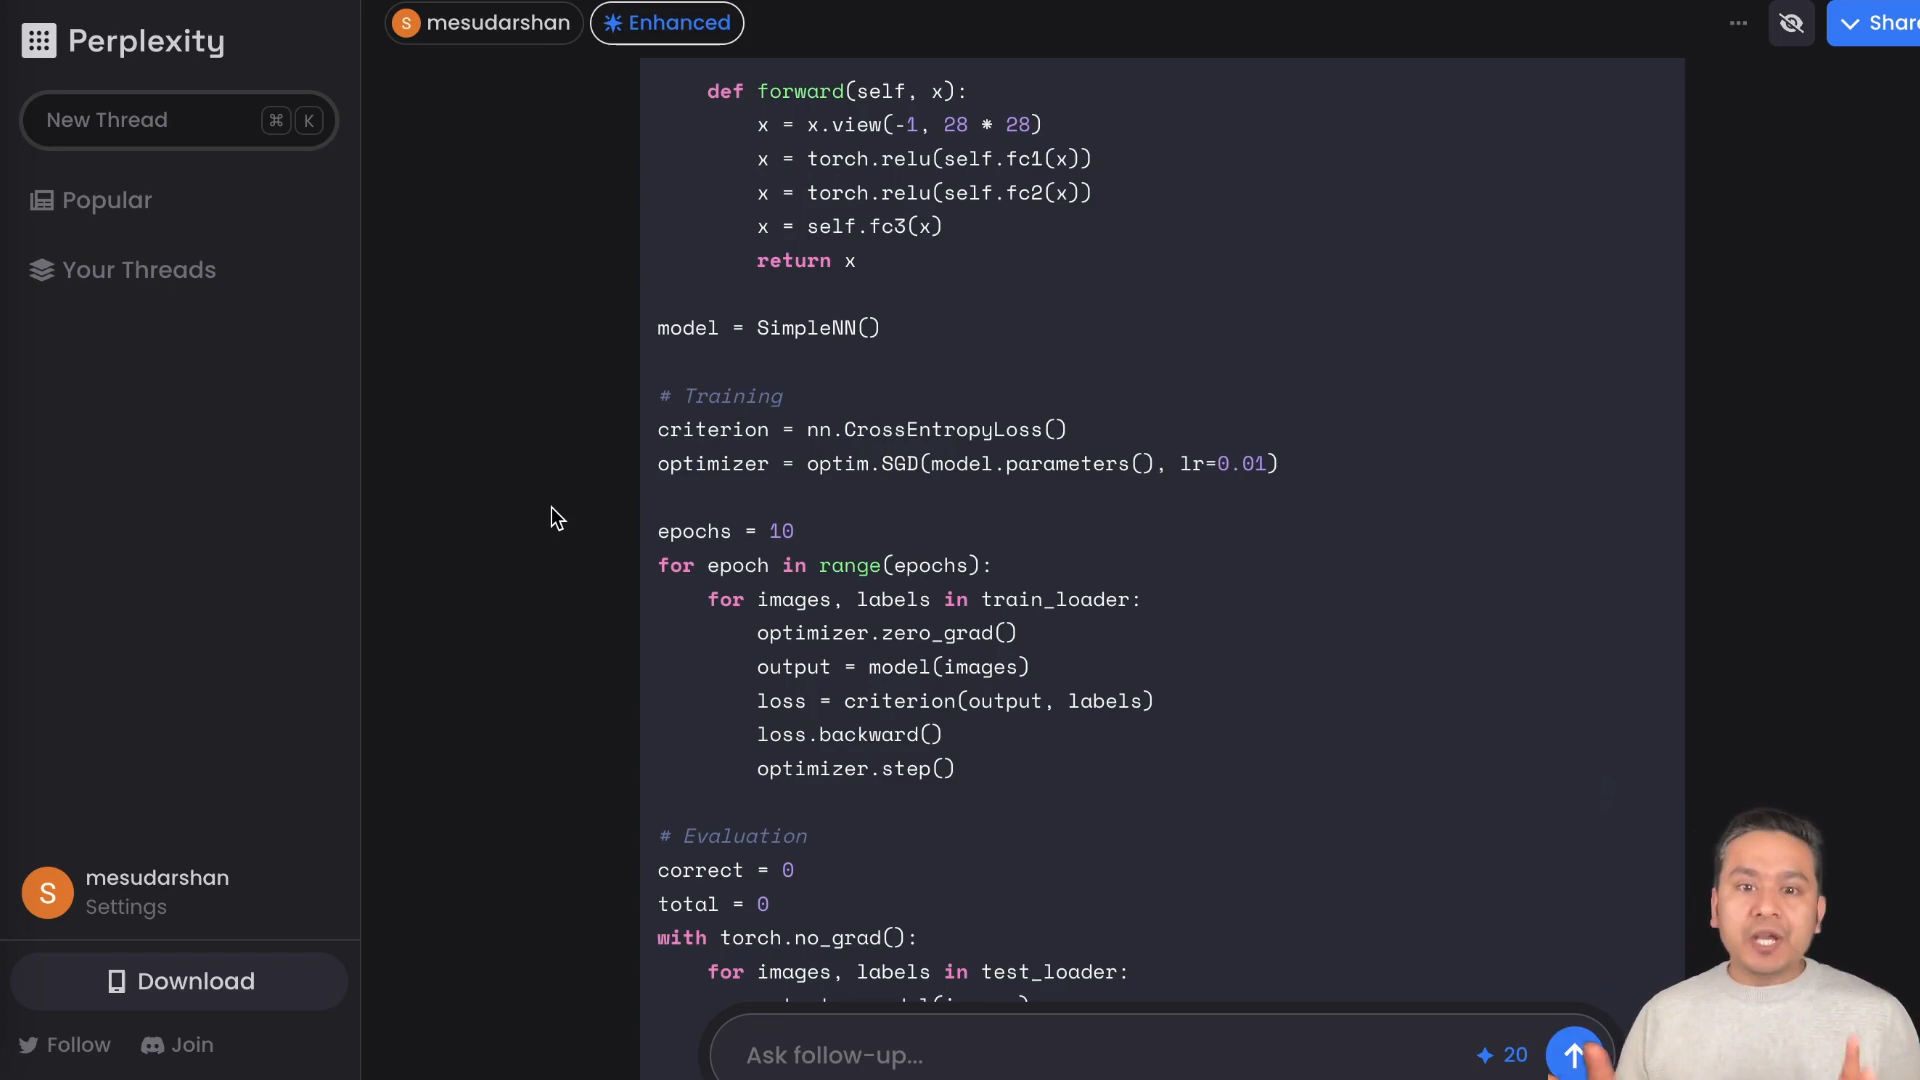 Perplexity
New Thread ⌘ K
Popular
Your Threads
S mesudarshan
Settings
Download
Follow Join
S mesudarshan Enhanced
Share
def forward(self, x):
x = x.view(-1, 28 * 28)
x = torch.relu(self.fc1(x))
x = torch.relu(self.fc2(x))
x = self.fc3(x)
return x
model = SimpleNN()
# Training
criterion = nn.CrossEntropyLoss()
optimizer = optim.SGD(model.parameters(), lr=0.01)
epochs = 10
for epoch in range(epochs):
for images, labels in train_loader:
optimizer.zero_grad()
output = model(images)
loss = criterion(output, labels)
loss.backward()
optimizer.step()
# Evaluation
correct = 0
total = 0
with torch.no_grad():
for images, labels in test_loader:
Ask follow-up... 20